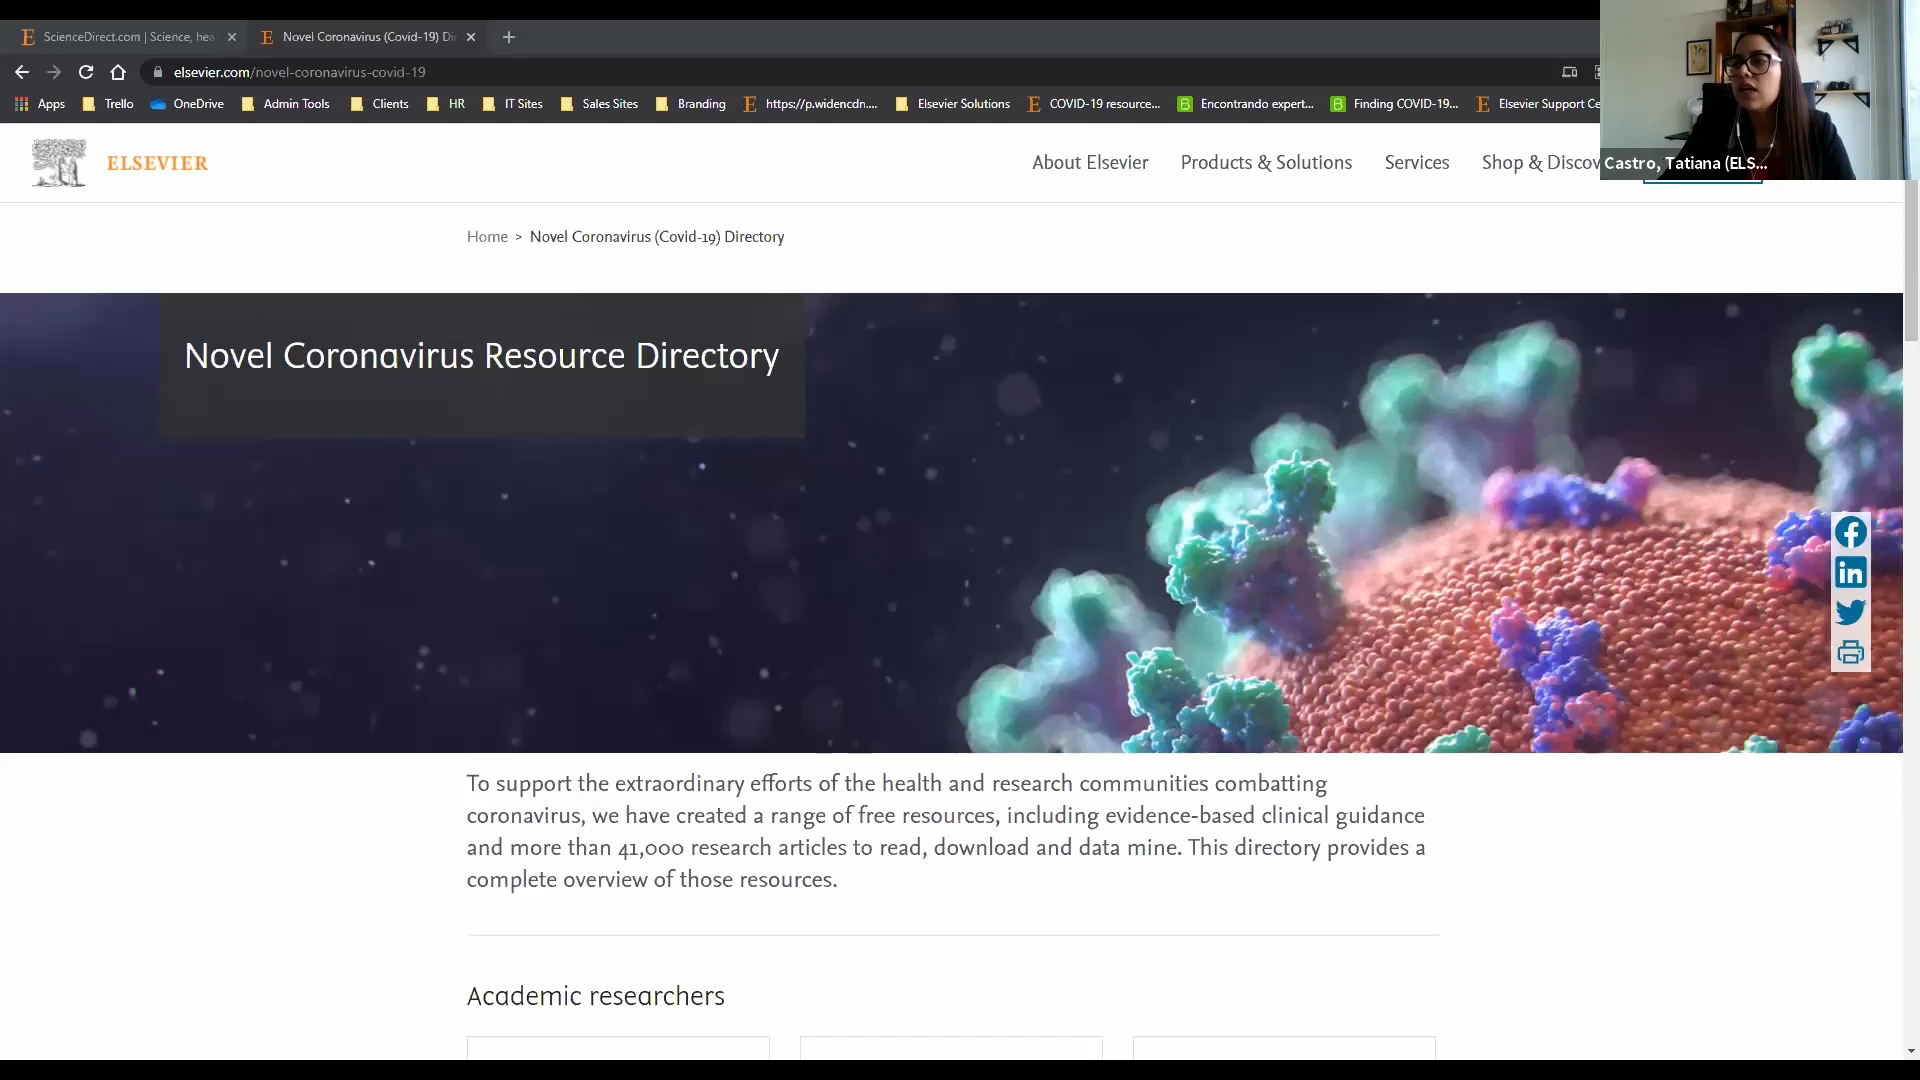 ScienceDirect.com | Science, hea
Novel Coronavirus (Covid-19) Dir
elsevier.com/novel-coronavirus-covid-19
Apps Trello OneDrive Admin Tools Clients HR IT Sites Sales Sites Branding https://p.widencdn.... Elsevier Solutions COVID-19 resource... Encontrando expert... Finding COVID-19... Elsevier Support Ce
ELSEVIER
About Elsevier Products & Solutions Services Shop & Discov
Castro, Tatiana (ELS...
Home > Novel Coronavirus (Covid-19) Directory
Novel Coronavirus Resource Directory
To support the extraordinary efforts of the health and research communities combatting
coronavirus, we have created a range of free resources, including evidence-based clinical guidance
and more than 41,000 research articles to read, download and data mine. This directory provides a
complete overview of those resources.
Academic researchers